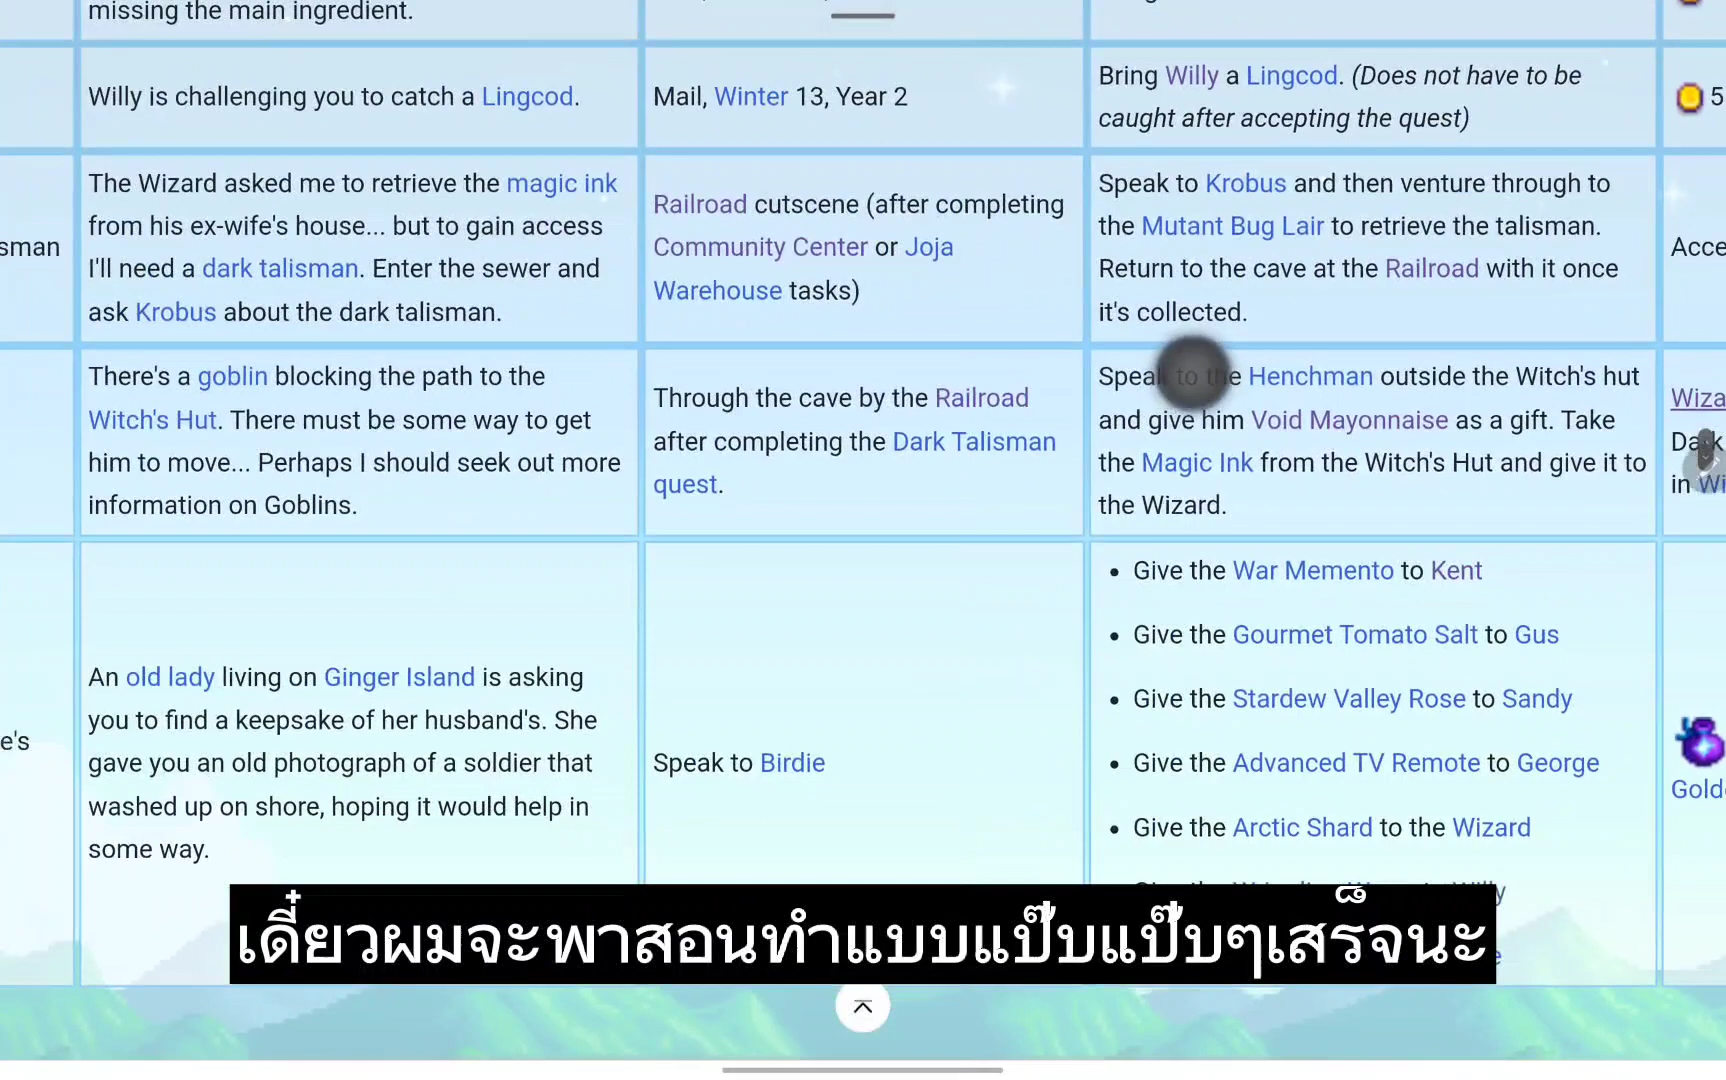 missing the main ingredient.
Willy is challenging you to catch a Lingcod.
Mail, Winter 13, Year 2
Bring Willy a Lingcod. (Does not have to be
caught after accepting the quest)
5
sman
The Wizard asked me to retrieve the magic ink
from his ex-wife's house... but to gain access
I'll need a dark talisman. Enter the sewer and
ask Krobus about the dark talisman.
Railroad cutscene (after completing
Community Center or Joja
Warehouse tasks)
Speak to Krobus and then venture through to
the Mutant Bug Lair to retrieve the talisman.
Return to the cave at the Railroad with it once
it's collected.
Acce
There's a goblin blocking the path to the
Witch's Hut. There must be some way to get
him to move... Perhaps I should seek out more
information on Goblins.
Through the cave by the Railroad
after completing the Dark Talisman
quest.
Speak to the Henchman outside the Witch's hut
and give him Void Mayonnaise as a gift. Take
the Magic Ink from the Witch's Hut and give it to
the Wizard.
Wiza
Dark
in Wi
e's
An old lady living on Ginger Island is asking
you to find a keepsake of her husband's. She
gave you an old photograph of a soldier that
washed up on shore, hoping it would help in
some way.
Speak to Birdie
• Give the War Memento to Kent
• Give the Gourmet Tomato Salt to Gus
• Give the Stardew Valley Rose to Sandy
• Give the Advanced TV Remote to George
• Give the Arctic Shard to the Wizard
Gold
เดี๋ยวผมจะพาสอนทำแบบแป๊บแป๊บๆเสร็จนะ